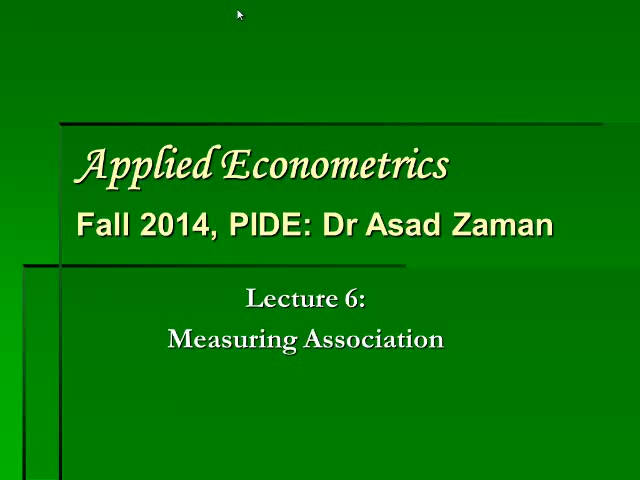 Applied Econometrics
Fall 2014, PIDE: Dr Asad Zaman
Lecture 6:
Measuring Association